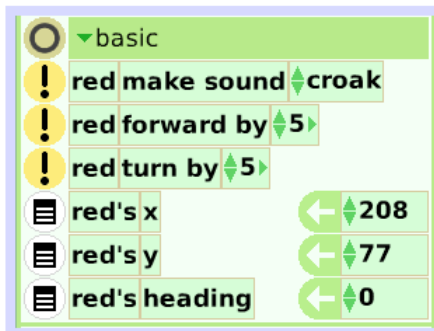 basic
! red make sound croak
! red forward by 5
! red turn by 5
red's x 208
red's y 77
red's heading 0